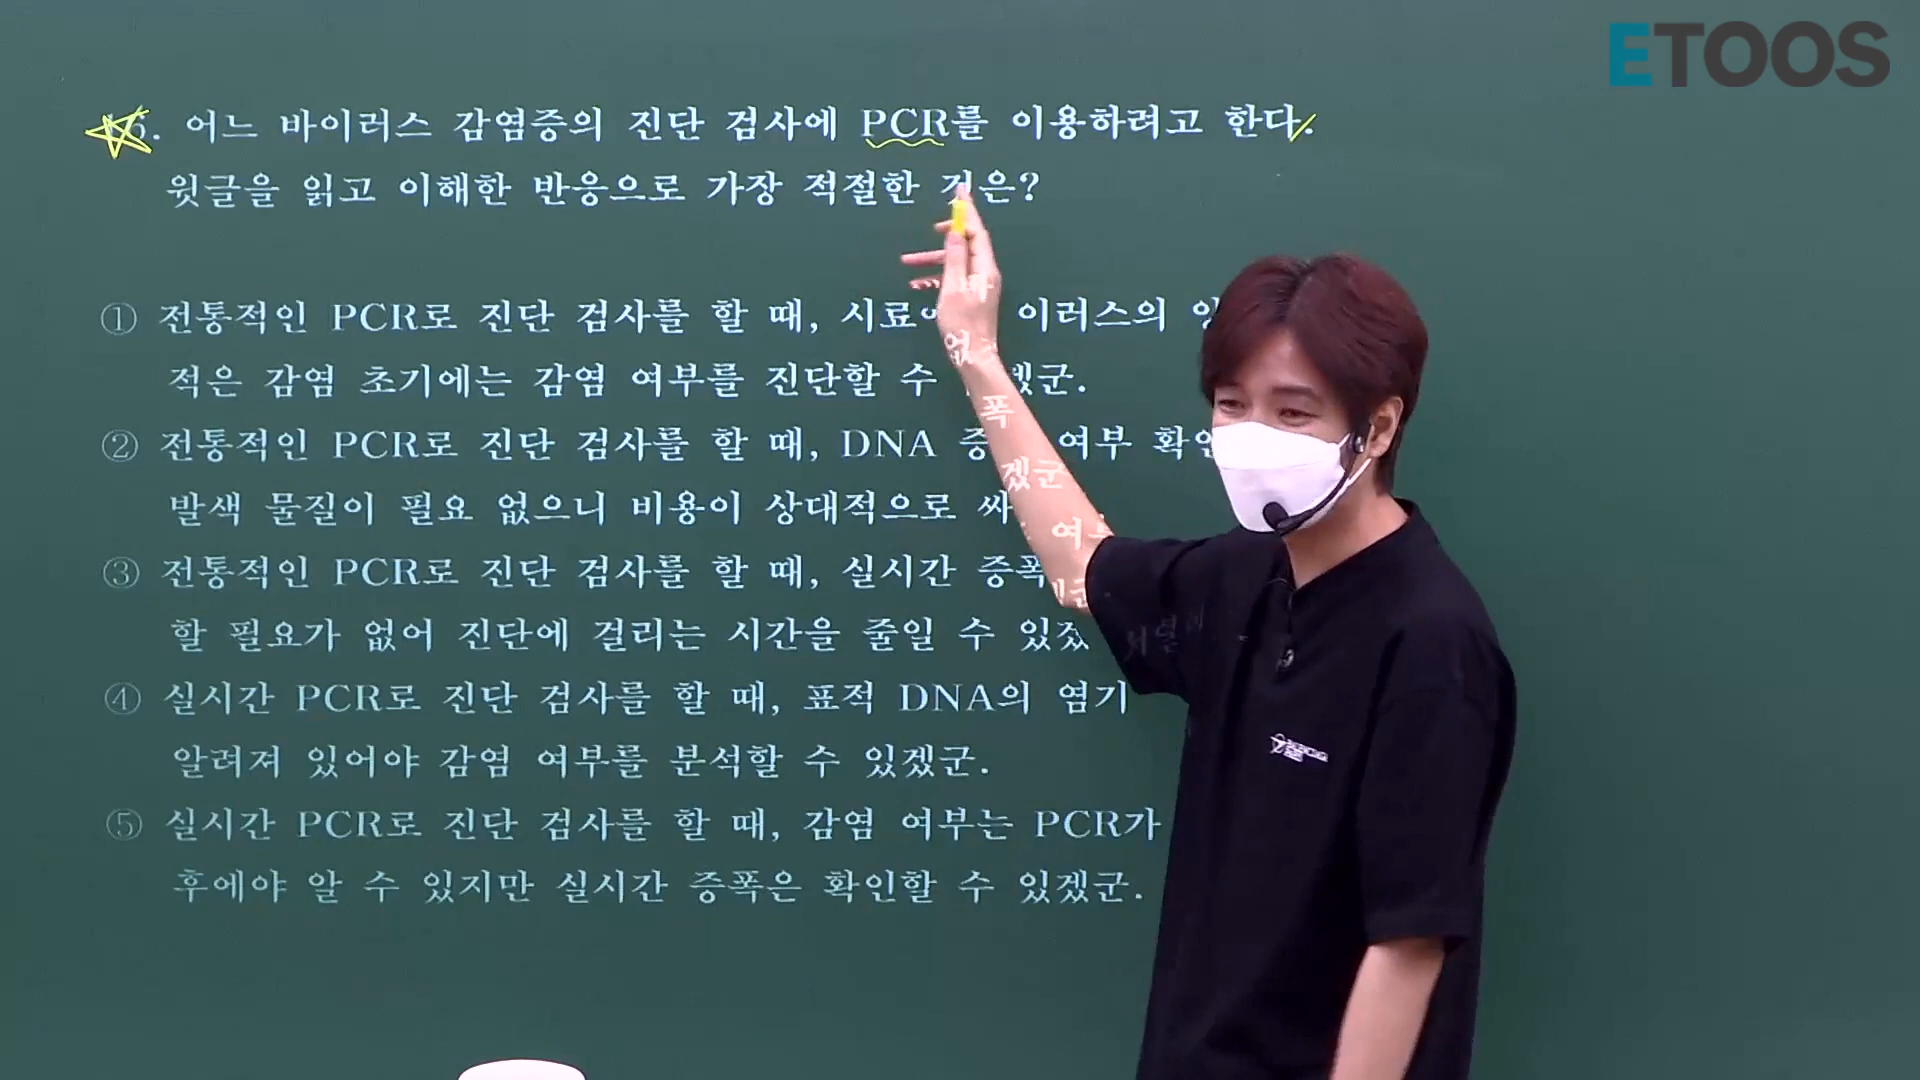 ETOOS
어느 바이러스 감염증의 진단 검사에 PCR를 이용하려고 한다.
윗글을 읽고 이해한 반응으로 가장 적절한 것은?
① 전통적인 PCR로 진단 검사를 할 때, 이러스의
적은 감염 초기에는 감염 여부를 진단할 수
② 전통적인 PCR로 진단 검사를 할 때, DNA 여부
발색 물질이 필요 없으니 비용이 상대적으로
③ 전통적인 PCR로 진단 검사를 할 때, 실시간 증폭
할 필요가 없어 진단에 걸리는 시간을 줄일 수
④ 실시간 PCR로 진단 검사를 할 때, 표적 DNA의 염기
알려져 있어야 감염 여부를 분석할 수 있겠군.
⑤ 실시간 PCR로 진단 검사를 할 때, 감염 여부는 PCR가
후에야 알 수 있지만 실시간 증폭은 확인할 수 있겠군.